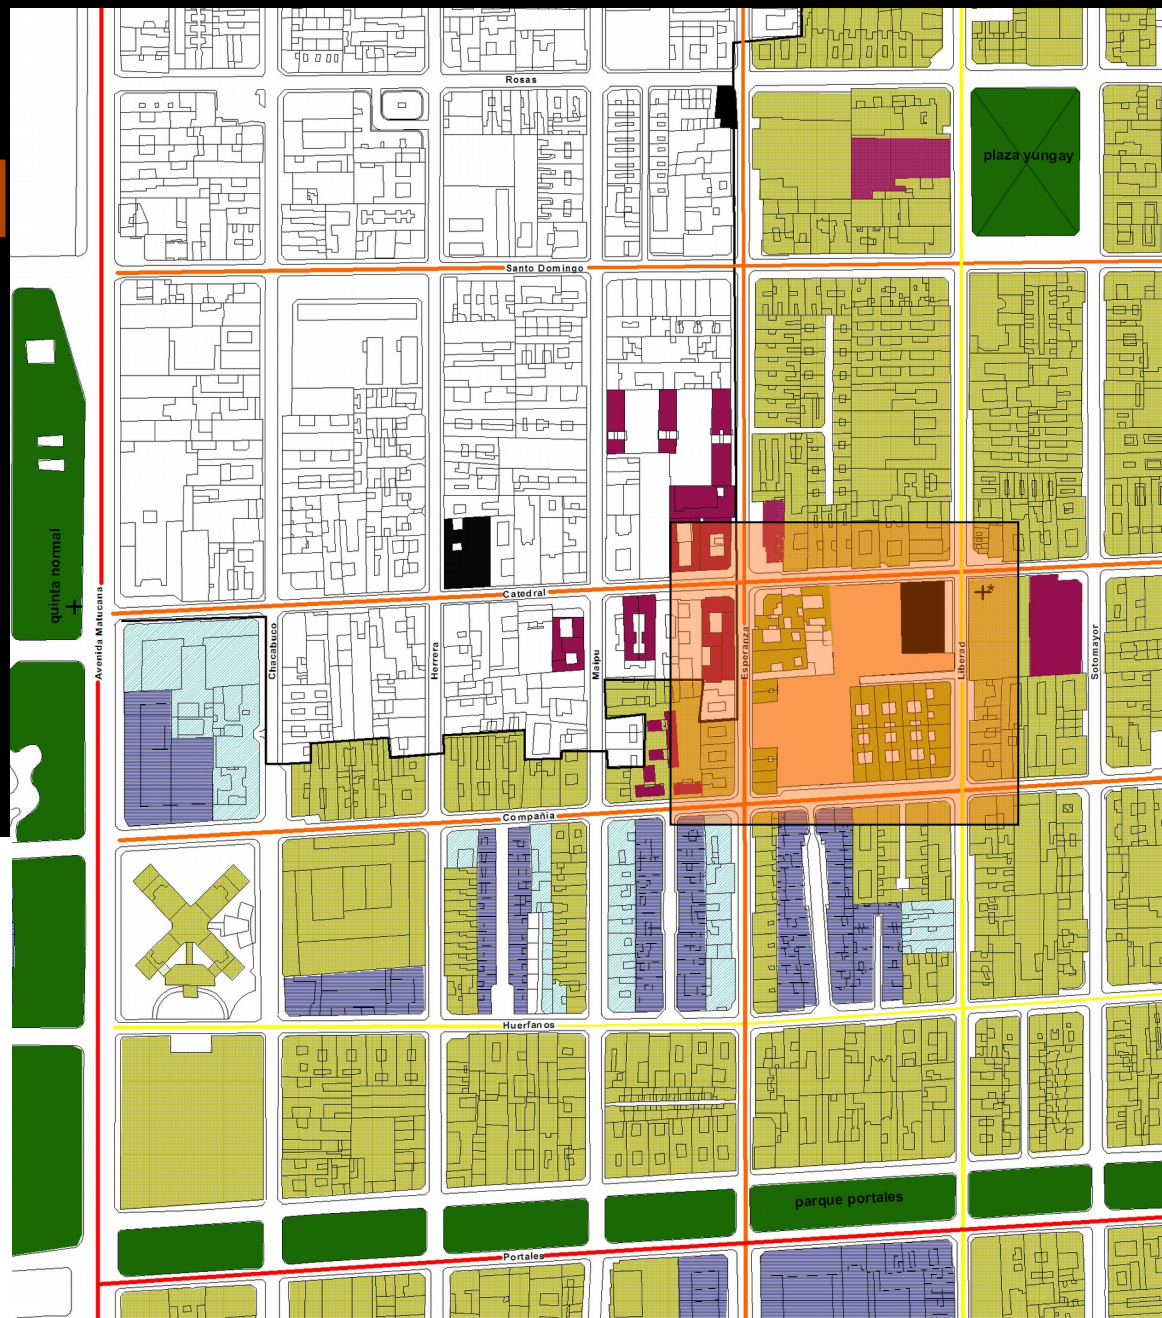 Rosas
plaza yungay
Santo Domingo
quinta normal
Avenida Matucana
Catedral
Chacabuco
Herrera
Maipu
Esperanza
Liberad
Sotomayor
Compañia
Huerfanos
parque portales
Portales